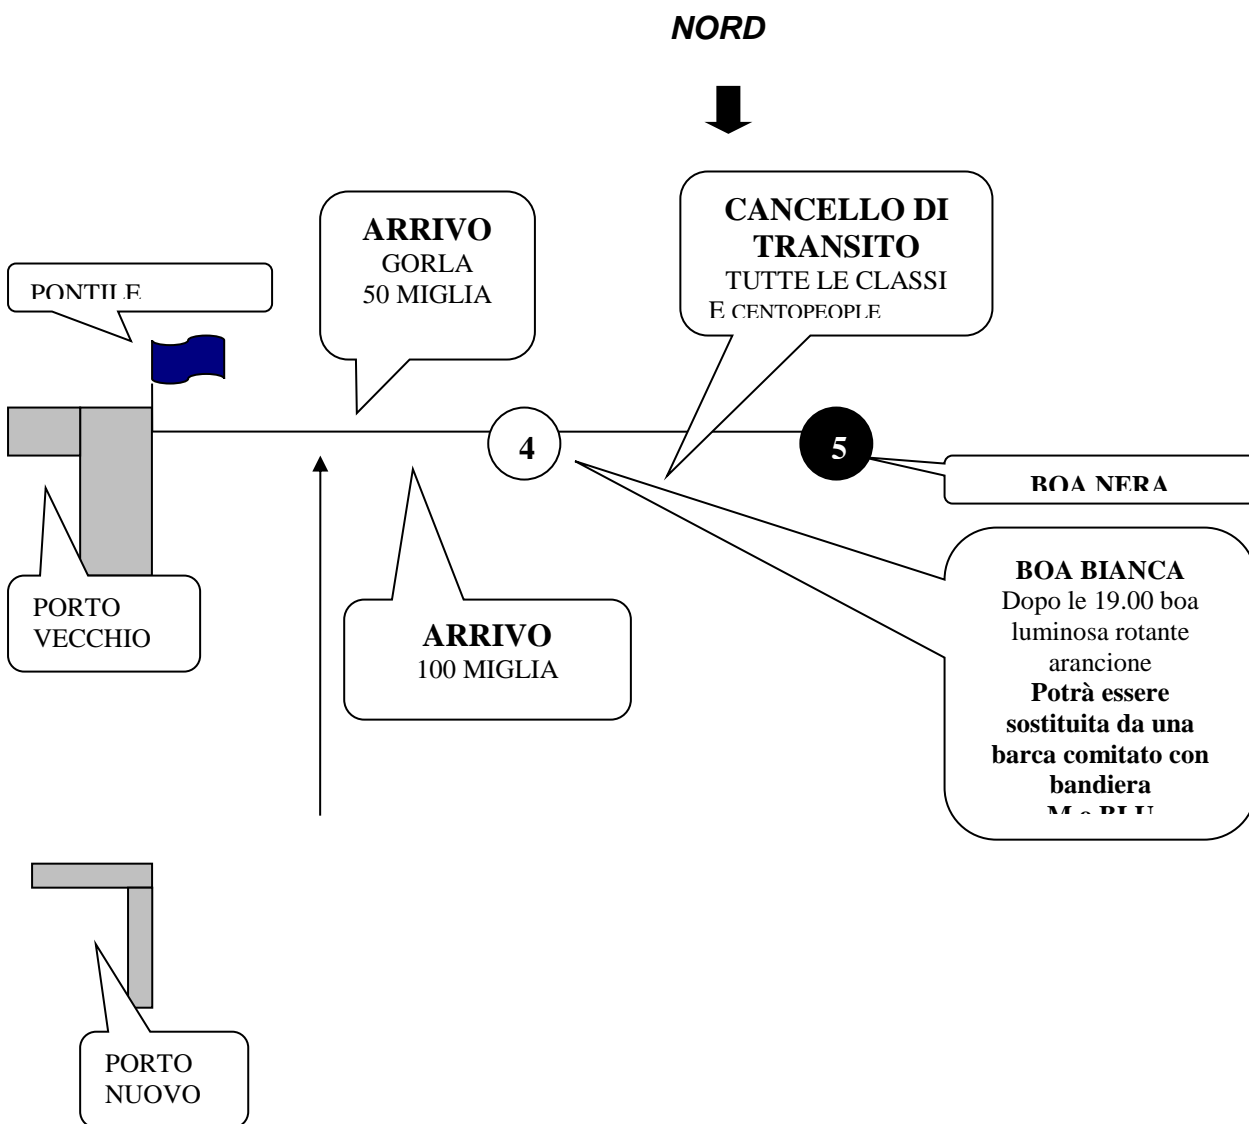 NORD
CANCELLO DI
TRANSITO
TUTTE LE CLASSI
E CENTOPEOPLE
ARRIVO
GORLA
50 MIGLIA
PONTILE
4
5
BOA NERA
BOA BIANCA
Dopo le 19.00 boa
luminosa rotante
arancione
Potrà essere
sostituita da una
barca comitato con
bandiera
M o BLU
PORTO
VECCHIO
ARRIVO
100 MIGLIA
PORTO
NUOVO